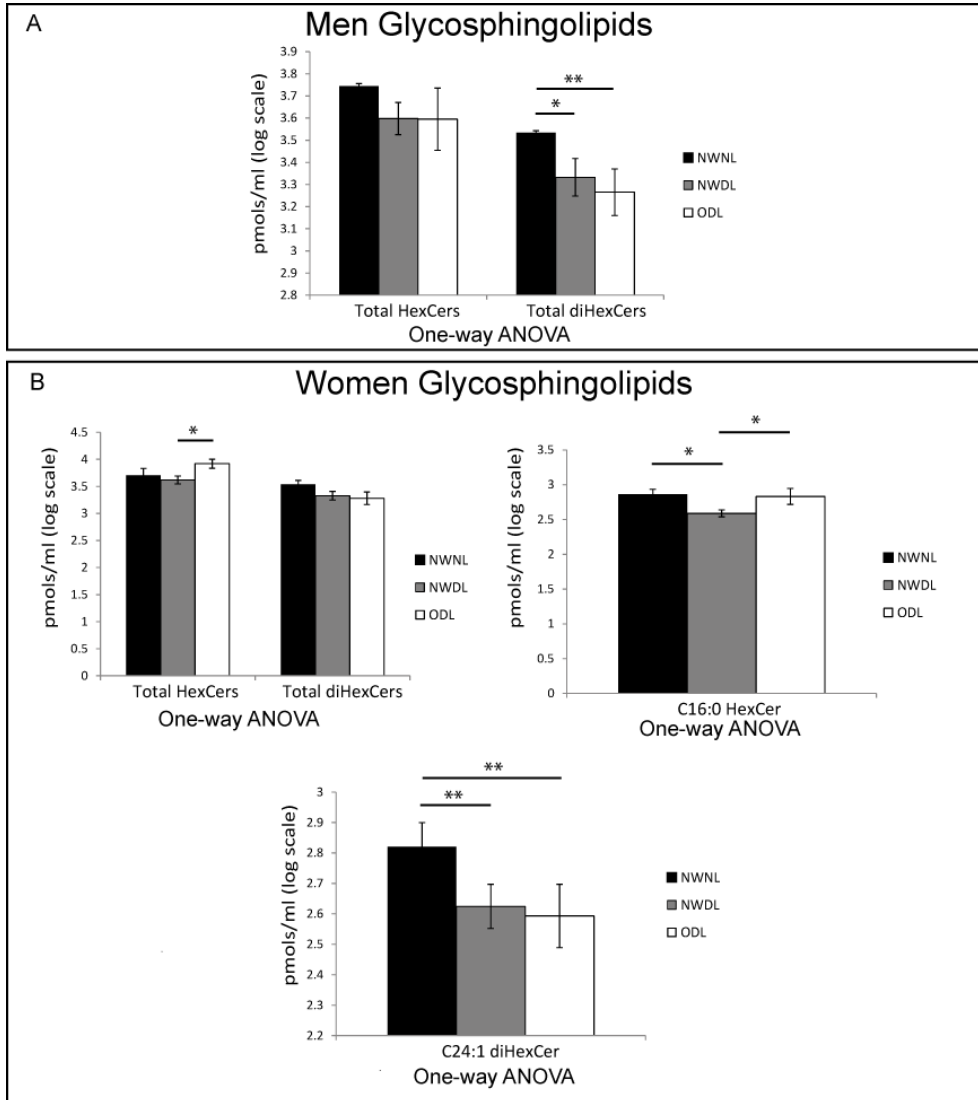 A
Men Glycosphingolipids
pmols/ml (log scale)
3.9
3.8
3.7
3.6
3.5
3.4
3.3
3.2
3.1
3
2.9
2.8
**
*
NWNL
NWDL
ODL
Total HexCers
Total diHexCers
One-way ANOVA
B
Women Glycosphingolipids
pmols/ml (log scale)
4.5
4
3.5
3
2.5
2
1.5
1
0.5
0
*
NWNL
NWDL
ODL
Total HexCers
Total diHexCers
One-way ANOVA
pmols/ml (log scale)
3.5
3
2.5
2
1.5
1
0.5
0
*
*
NWNL
NWDL
ODL
C16:0 HexCer
One-way ANOVA
pmols/ml (log scale)
3
2.9
2.8
2.7
2.6
2.5
2.4
2.3
2.2
**
**
NWNL
NWDL
ODL
C24:1 diHexCer
One-way ANOVA